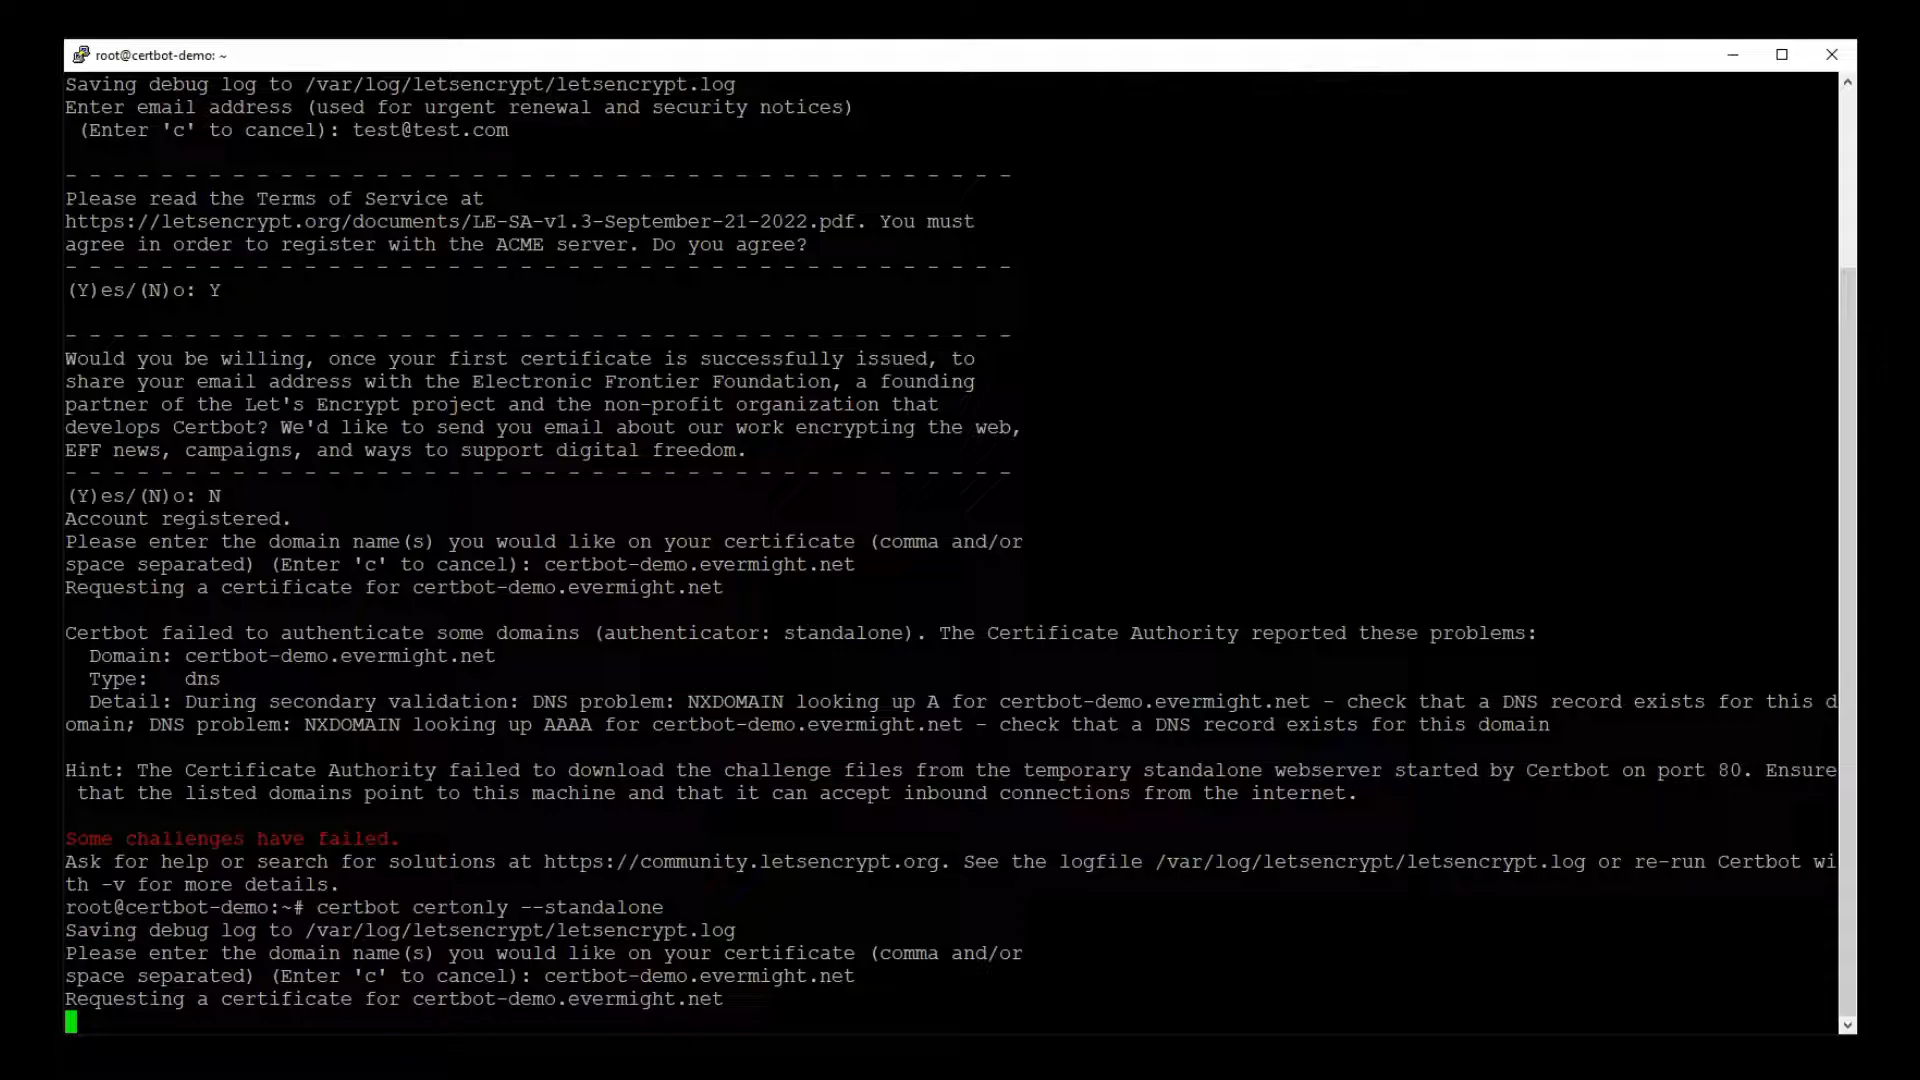 root@certbot-demo: ~
Saving debug log to /var/log/letsencrypt/letsencrypt.log
Enter email address (used for urgent renewal and security notices)
(Enter 'c' to cancel): test@test.com
- - - - - - - - - - - - - - - - - - - - - - - - - - - - - - - - - - - - - - - -
Please read the Terms of Service at
https://letsencrypt.org/documents/LE-SA-v1.3-September-21-2022.pdf. You must
agree in order to register with the ACME server. Do you agree?
- - - - - - - - - - - - - - - - - - - - - - - - - - - - - - - - - - - - - - - -
(Y)es/(N)o: Y
- - - - - - - - - - - - - - - - - - - - - - - - - - - - - - - - - - - - - - - -
Would you be willing, once your first certificate is successfully issued, to
share your email address with the Electronic Frontier Foundation, a founding
partner of the Let's Encrypt project and the non-profit organization that
develops Certbot? We'd like to send you email about our work encrypting the web,
EFF news, campaigns, and ways to support digital freedom.
- - - - - - - - - - - - - - - - - - - - - - - - - - - - - - - - - - - - - - - -
(Y)es/(N)o: N
Account registered.
Please enter the domain name(s) you would like on your certificate (comma and/or
space separated) (Enter 'c' to cancel): certbot-demo.evermight.net
Requesting a certificate for certbot-demo.evermight.net
Certbot failed to authenticate some domains (authenticator: standalone). The Certificate Authority reported these problems:
Domain: certbot-demo.evermight.net
Type: dns
Detail: During secondary validation: DNS problem: NXDOMAIN looking up A for certbot-demo.evermight.net - check that a DNS record exists for this d
omain; DNS problem: NXDOMAIN looking up AAAA for certbot-demo.evermight.net - check that a DNS record exists for this domain
Hint: The Certificate Authority failed to download the challenge files from the temporary standalone webserver started by Certbot on port 80. Ensure
that the listed domains point to this machine and that it can accept inbound connections from the internet.
Some challenges have failed.
Ask for help or search for solutions at https://community.letsencrypt.org. See the logfile /var/log/letsencrypt/letsencrypt.log or re-run Certbot wi
th -v for more details.
root@certbot-demo:~# certbot certonly --standalone
Saving debug log to /var/log/letsencrypt/letsencrypt.log
Please enter the domain name(s) you would like on your certificate (comma and/or
space separated) (Enter 'c' to cancel): certbot-demo.evermight.net
Requesting a certificate for certbot-demo.evermight.net